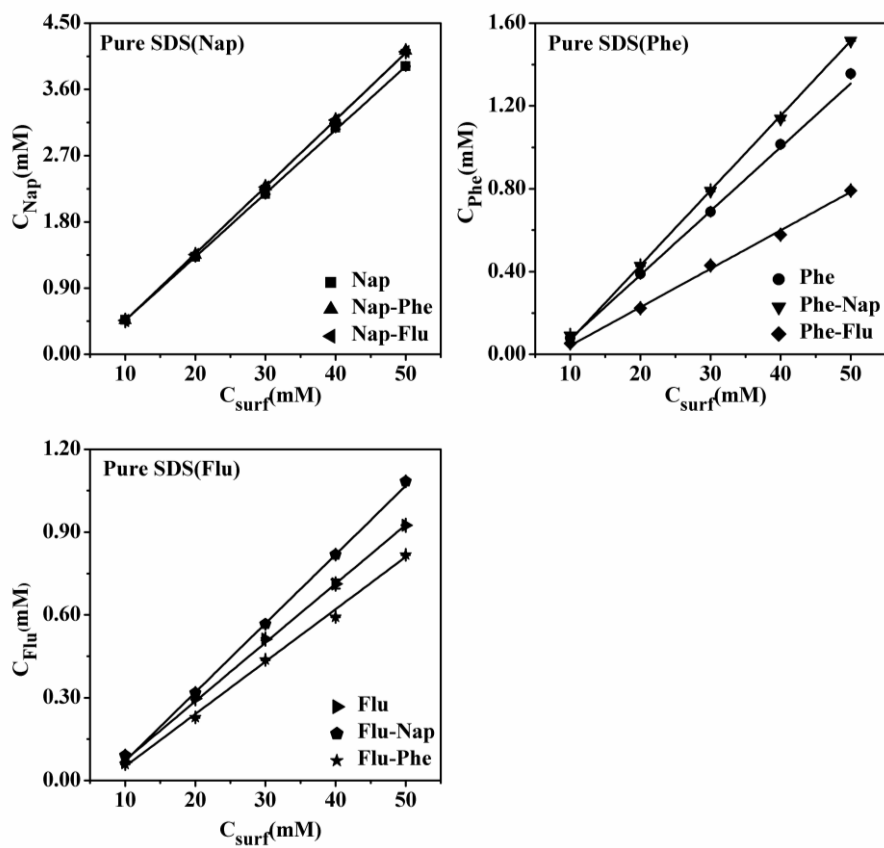 Pure SDS(Nap)
4.50
3.60
2.70
1.80
0.90
0.00
C_Nap(mM)
Nap
Nap-Phe
Nap-Flu
10 20 30 40 50
C_surf(mM)
Pure SDS(Phe)
1.60
1.20
0.80
0.40
0.00
C_Phe(mM)
Phe
Phe-Nap
Phe-Flu
10 20 30 40 50
C_surf(mM)
Pure SDS(Flu)
1.20
0.90
0.60
0.30
0.00
C_Flu(mM)
Flu
Flu-Nap
Flu-Phe
10 20 30 40 50
C_surf(mM)